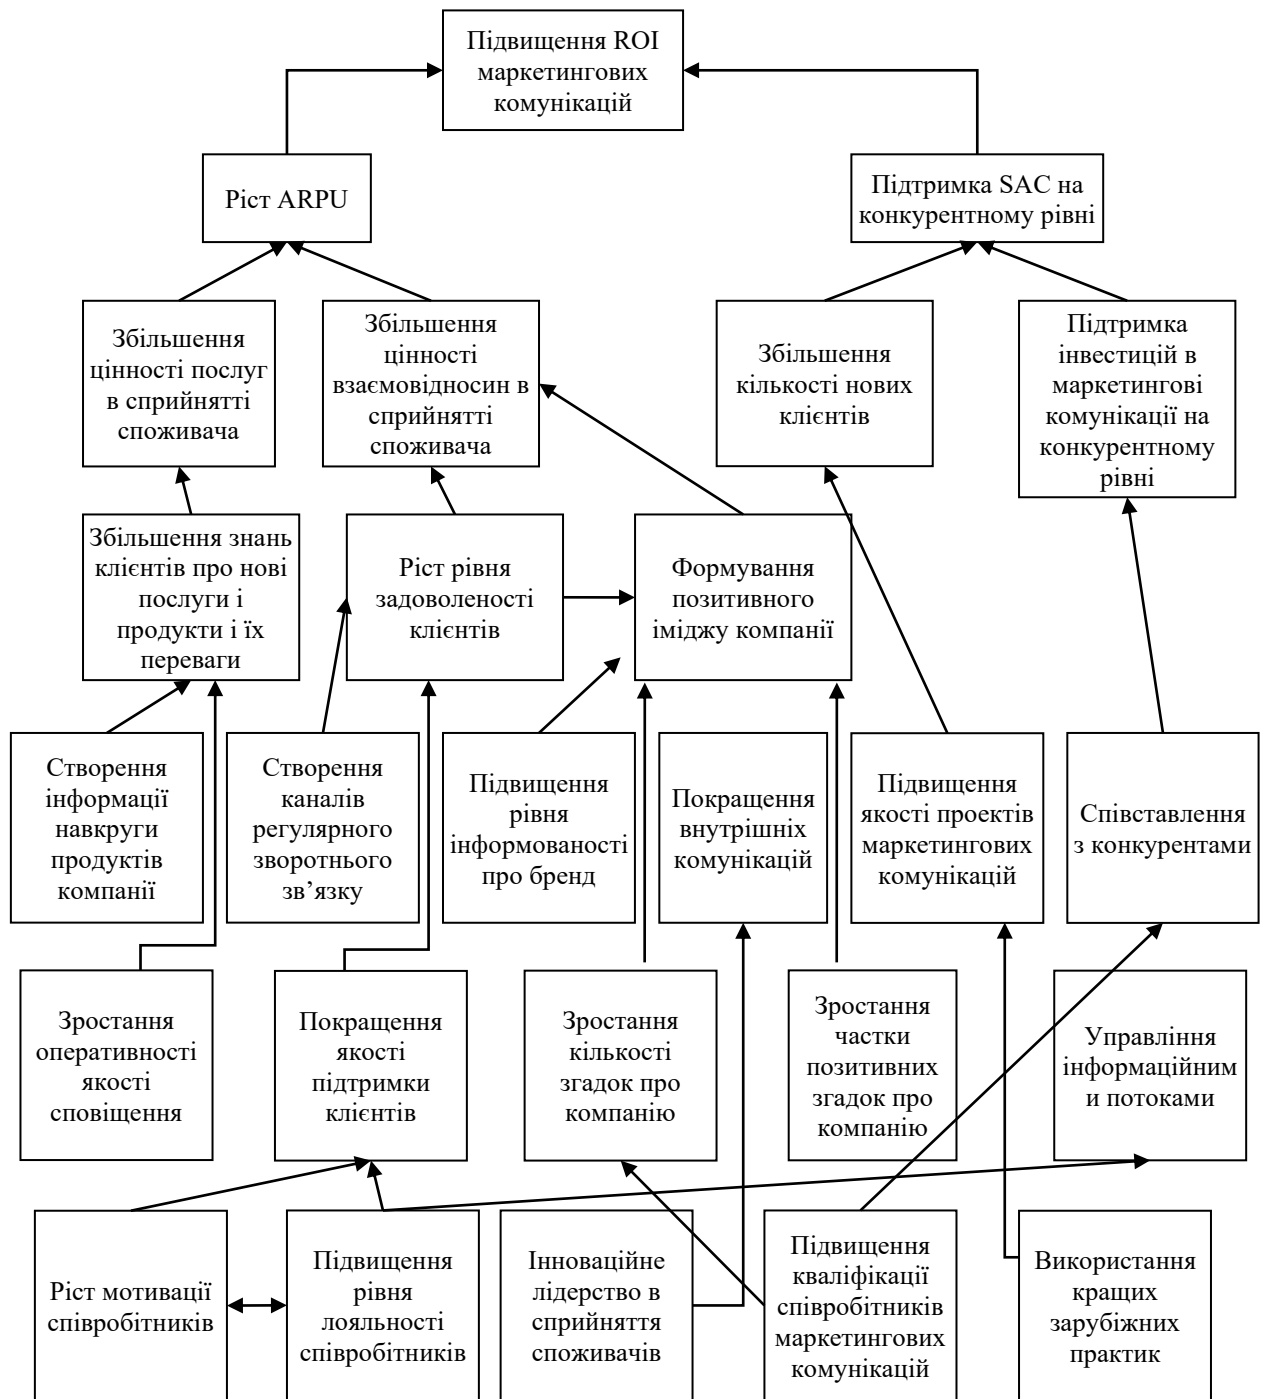 Підвищення ROI
маркетингових
комунікацій
Ріст ARPU
Підтримка SAC на
конкурентному рівні
Збільшення
цінності послуг
в сприйнятті
споживача
Збільшення
цінності
взаємовідносин в
сприйнятті
споживача
Збільшення
кількості нових
клієнтів
Підтримка
інвестицій в
маркетингові
комунікації на
конкурентному
рівні
Збільшення знань
клієнтів про нові
послуги і
продукти і їх
переваги
Ріст рівня
задоволеності
клієнтів
Формування
позитивного
іміджу компанії
Створення
інформації
навкруги
продуктів
компанії
Створення
каналів
регулярного
зворотнього
зв’язку
Підвищення
рівня
інформованості
про бренд
Покращення
внутрішніх
комунікацій
Підвищення
якості проектів
маркетингових
комунікацій
Співставлення
з конкурентами
Зростання
оперативності
якості
сповіщення
Покращення
якості
підтримки
клієнтів
Зростання
кількості
згадок про
компанію
Зростання
частки
позитивних
згадок про
компанію
Управління
інформаційним
и потоками
Ріст мотивації
співробітників
Підвищення
рівня
лояльності
співробітників
Інноваційне
лідерство в
сприйняття
споживачів
Підвищення
кваліфікації
співробітників
маркетингових
комунікацій
Використання
кращих
зарубіжних
практик